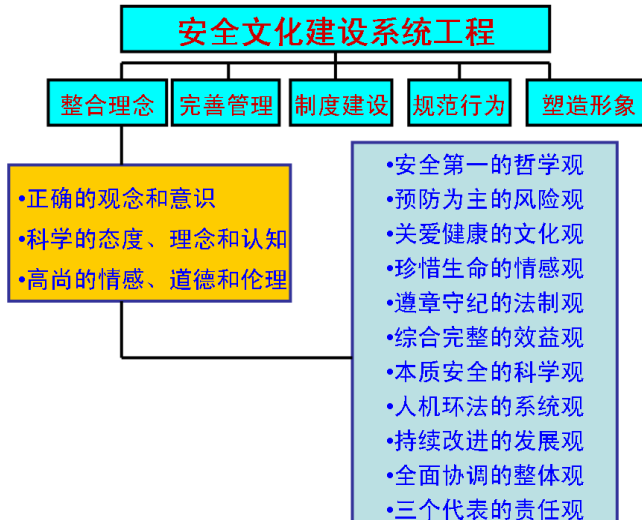 安全文化建设系统工程
整合理念
完善管理
制度建设
规范行为
塑造形象
•正确的观念和意识
•科学的态度、理念和认知
•高尚的情感、道德和伦理
•安全第一的哲学观
•预防为主的风险观
•关爱健康的文化观
•珍惜生命的情感观
•遵章守纪的法制观
•综合完整的效益观
•本质安全的科学观
•人机环法的系统观
•持续改进的发展观
•全面协调的整体观
•三个代表的责任观